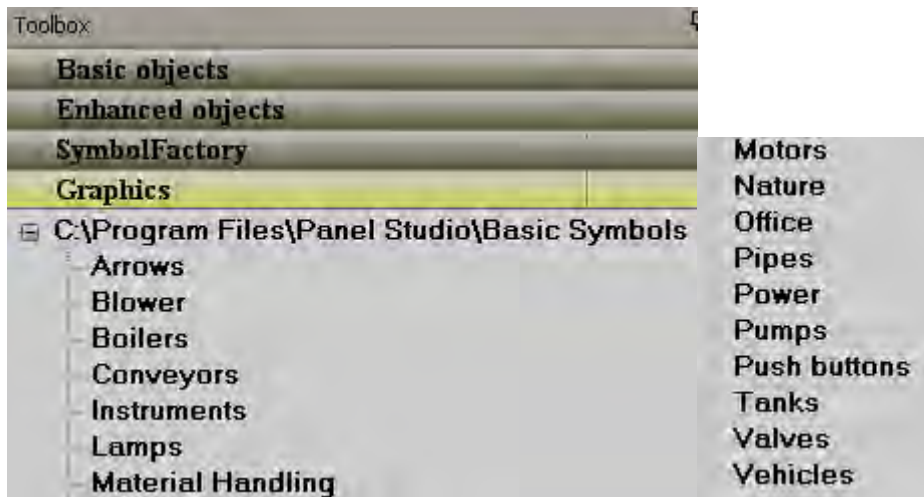 Toolbox
Basic objects
Enhanced objects
SymbolFactory
Graphics
C:\Program Files\Panel Studio\Basic Symbols
Arrows
Blower
Boilers
Conveyors
Instruments
Lamps
Material Handling
Motors
Nature
Office
Pipes
Power
Pumps
Push buttons
Tanks
Valves
Vehicles